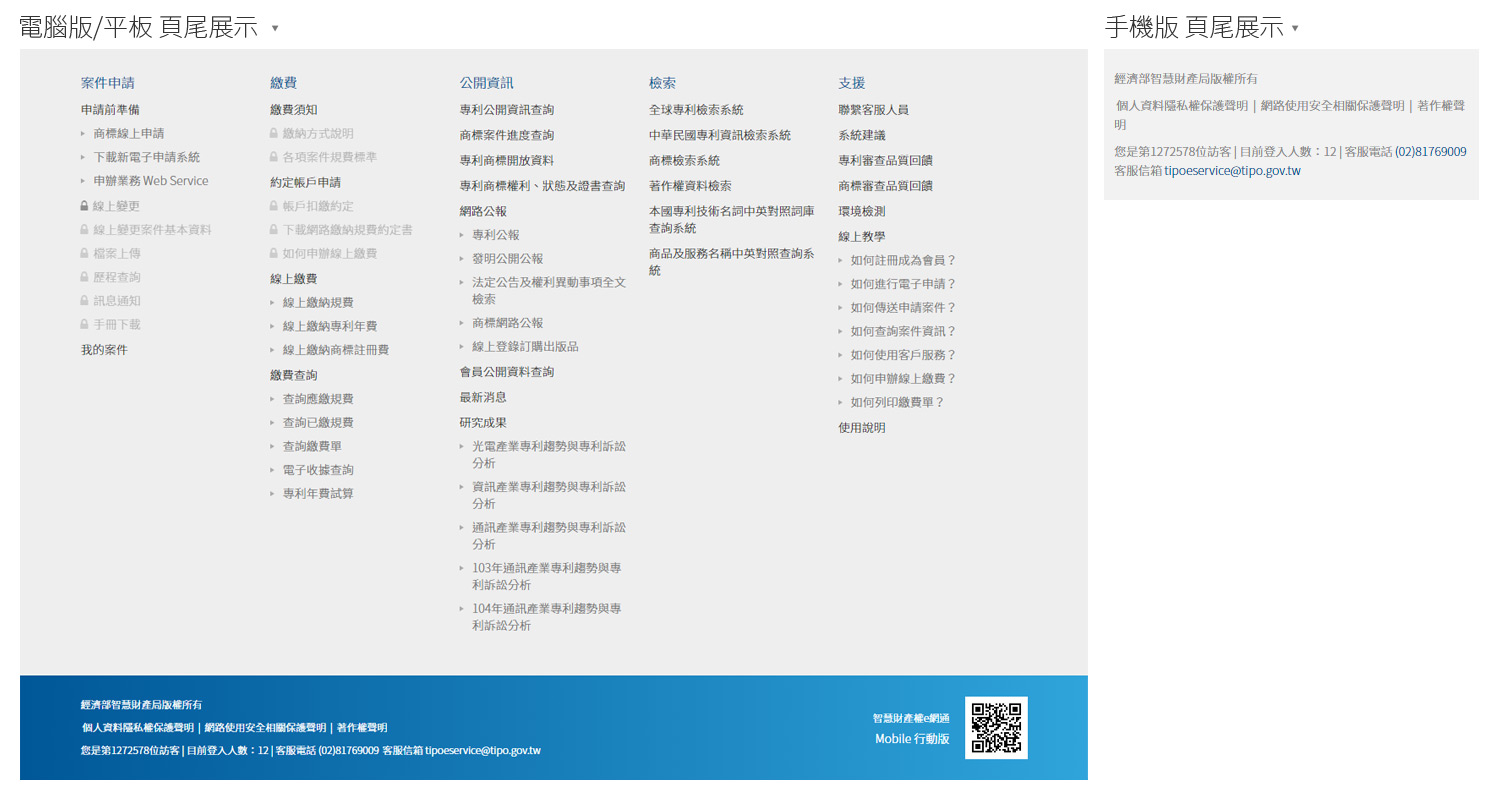 電腦版/平板 頁尾展示
案件申請
申請前準備
商標線上申請
下載新電子申請系統
申辦業務 Web Service
線上變更
線上變更案件基本資料
檔案上傳
歷程查詢
訊息通知
手冊下載
我的案件
繳費
繳費須知
繳納方式說明
各項案件規費標準
約定帳戶申請
帳戶扣繳約定
下載網路繳納規費約定書
如何申辦線上繳費
線上繳費
線上繳納規費
線上繳納專利年費
線上繳納商標註冊費
繳費查詢
查詢應繳規費
查詢已繳規費
查詢繳費單
電子收據查詢
專利年費試算
公開資訊
專利公開資訊查詢
商標案件進度查詢
專利商標開放資料
專利商標權利、狀態及證書查詢
網路公報
專利公報
發明公開公報
法定公告及權利異動事項全文
檢索
商標網路公報
線上登錄訂購出版品
會員公開資料查詢
最新消息
研究成果
光電產業專利趨勢與專利訴訟
分析
資訊產業專利趨勢與專利訴訟
分析
通訊產業專利趨勢與專利訴訟
分析
103年通訊產業專利趨勢與專
利訴訟分析
104年通訊產業專利趨勢與專
利訴訟分析
檢索
全球專利檢索系統
中華民國專利資訊檢索系統
商標檢索系統
著作權資料檢索
本國專利技術名詞中英對照詞庫
查詢系統
商品及服務名稱中英對照查詢系
統
支援
聯繫客服人員
系統建議
專利審查品質回饋
商標審查品質回饋
環境檢測
線上教學
如何註冊成為會員？
如何進行電子申請？
如何傳送申請案件？
如何查詢案件資訊？
如何使用客戶服務？
如何申辦線上繳費？
如何列印繳費單？
使用說明
經濟部智慧財產局版權所有
個人資料隱私權保護聲明 | 網路使用安全相關保護聲明 | 著作權聲明
您是第1272578位訪客 | 目前登入人數：12 | 客服電話 (02)81769009 客服信箱 tipoeservice@tipo.gov.tw
智慧財產權e網通
Mobile 行動版
手機版 頁尾展示
經濟部智慧財產局版權所有
個人資料隱私權保護聲明 | 網路使用安全相關保護聲明 | 著作權聲
明
您是第1272578位訪客 | 目前登入人數：12 | 客服電話 (02)81769009
客服信箱 tipoeservice@tipo.gov.tw